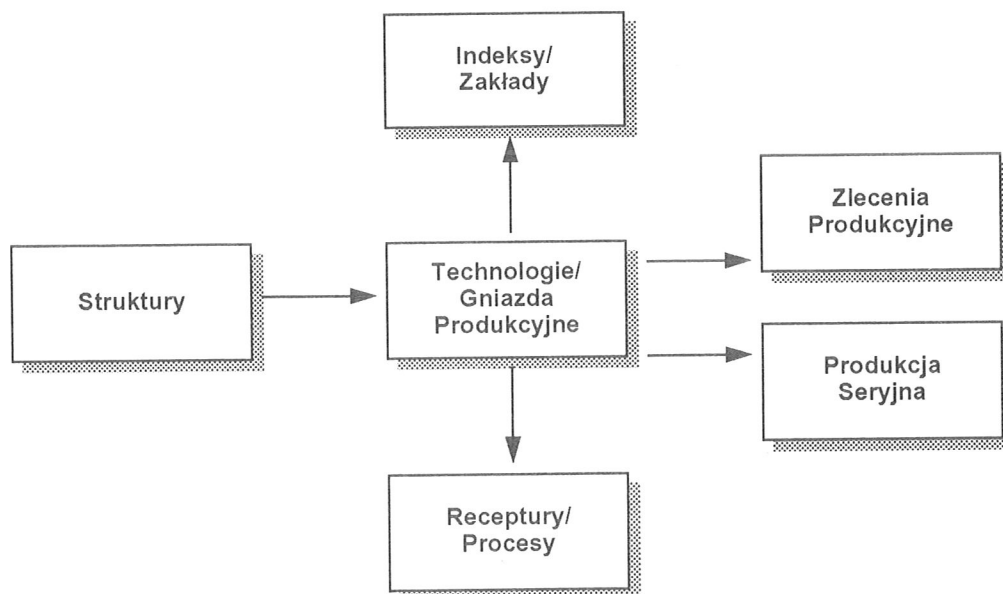 Indeksy/
Zakłady
Zlecenia
Produkcyjne
Struktury
Technologie/
Gniazda
Produkcyjne
Produkcja
Seryjna
Receptury/
Procesy